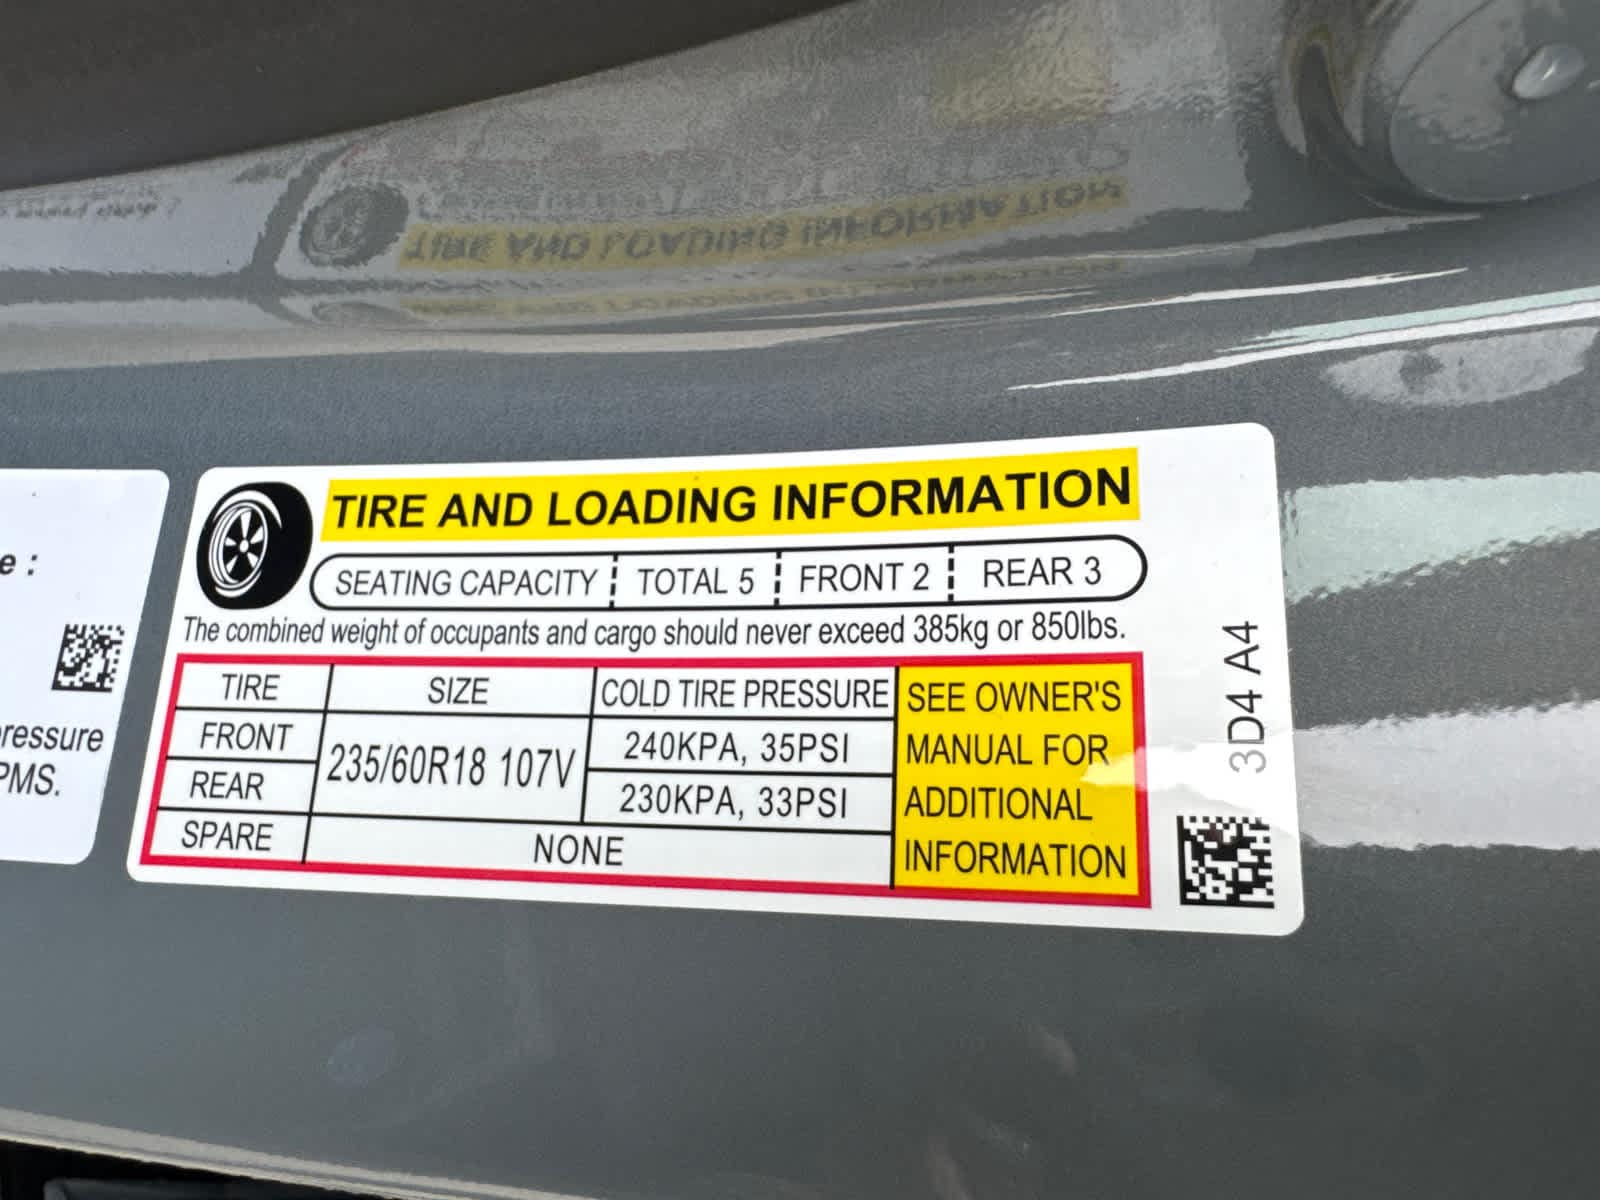 e :
ressure
PMS.
TIRE AND LOADING INFORMATION
SEATING CAPACITY TOTAL 5 FRONT 2 REAR 3
The combined weight of occupants and cargo should never exceed 385kg or 850lbs.
TIRE SIZE COLD TIRE PRESSURE
FRONT 235/60R18 107V 240KPA, 35PSI
REAR 230KPA, 33PSI
SPARE NONE
SEE OWNER'S
MANUAL FOR
ADDITIONAL
INFORMATION
3D4 A4